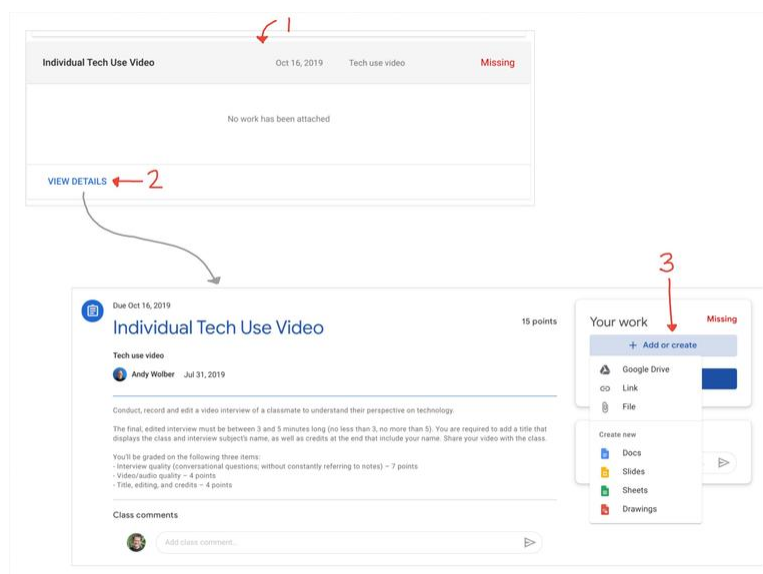 1
Individual Tech Use Video Oct 16, 2019 Tech use video Missing
No work has been attached
VIEW DETAILS 2
3
Due Oct 16, 2019
Individual Tech Use Video 15 points
Tech use video
Andy Wolber Jul 31, 2019
Conduct, record and edit a video interview of a classmate to understand their perspective on technology.
The final, edited interview must be between 3 and 5 minutes long (no less than 3, no more than 5). You are required to add a title that
displays the class and interview subject's name, as well as credits at the end that include your name. Share your video with the class.
You'll be graded on the following three items:
- Interview quality (conversational questions; without constantly referring to notes) – 7 points
- Video/audio quality – 4 points
- Title, editing, and credits – 4 points
Class comments
Add class comment...
Your work Missing
+ Add or create
Google Drive
Link
File
Create new
Docs
Slides
Sheets
Drawings